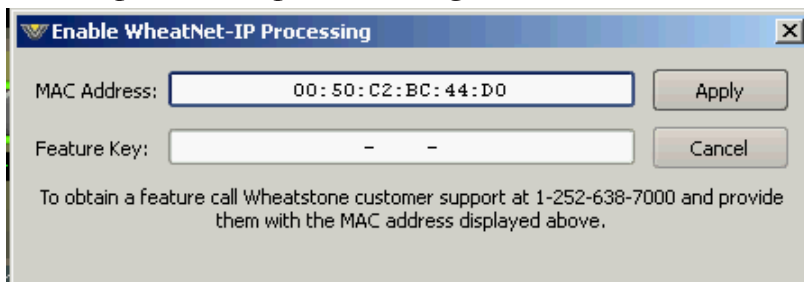 Enable WheatNet-IP Processing
MAC Address: 00:50:C2:BC:44:D0 Apply
Feature Key: - - Cancel
To obtain a feature call Wheatstone customer support at 1-252-638-7000 and provide
them with the MAC address displayed above.